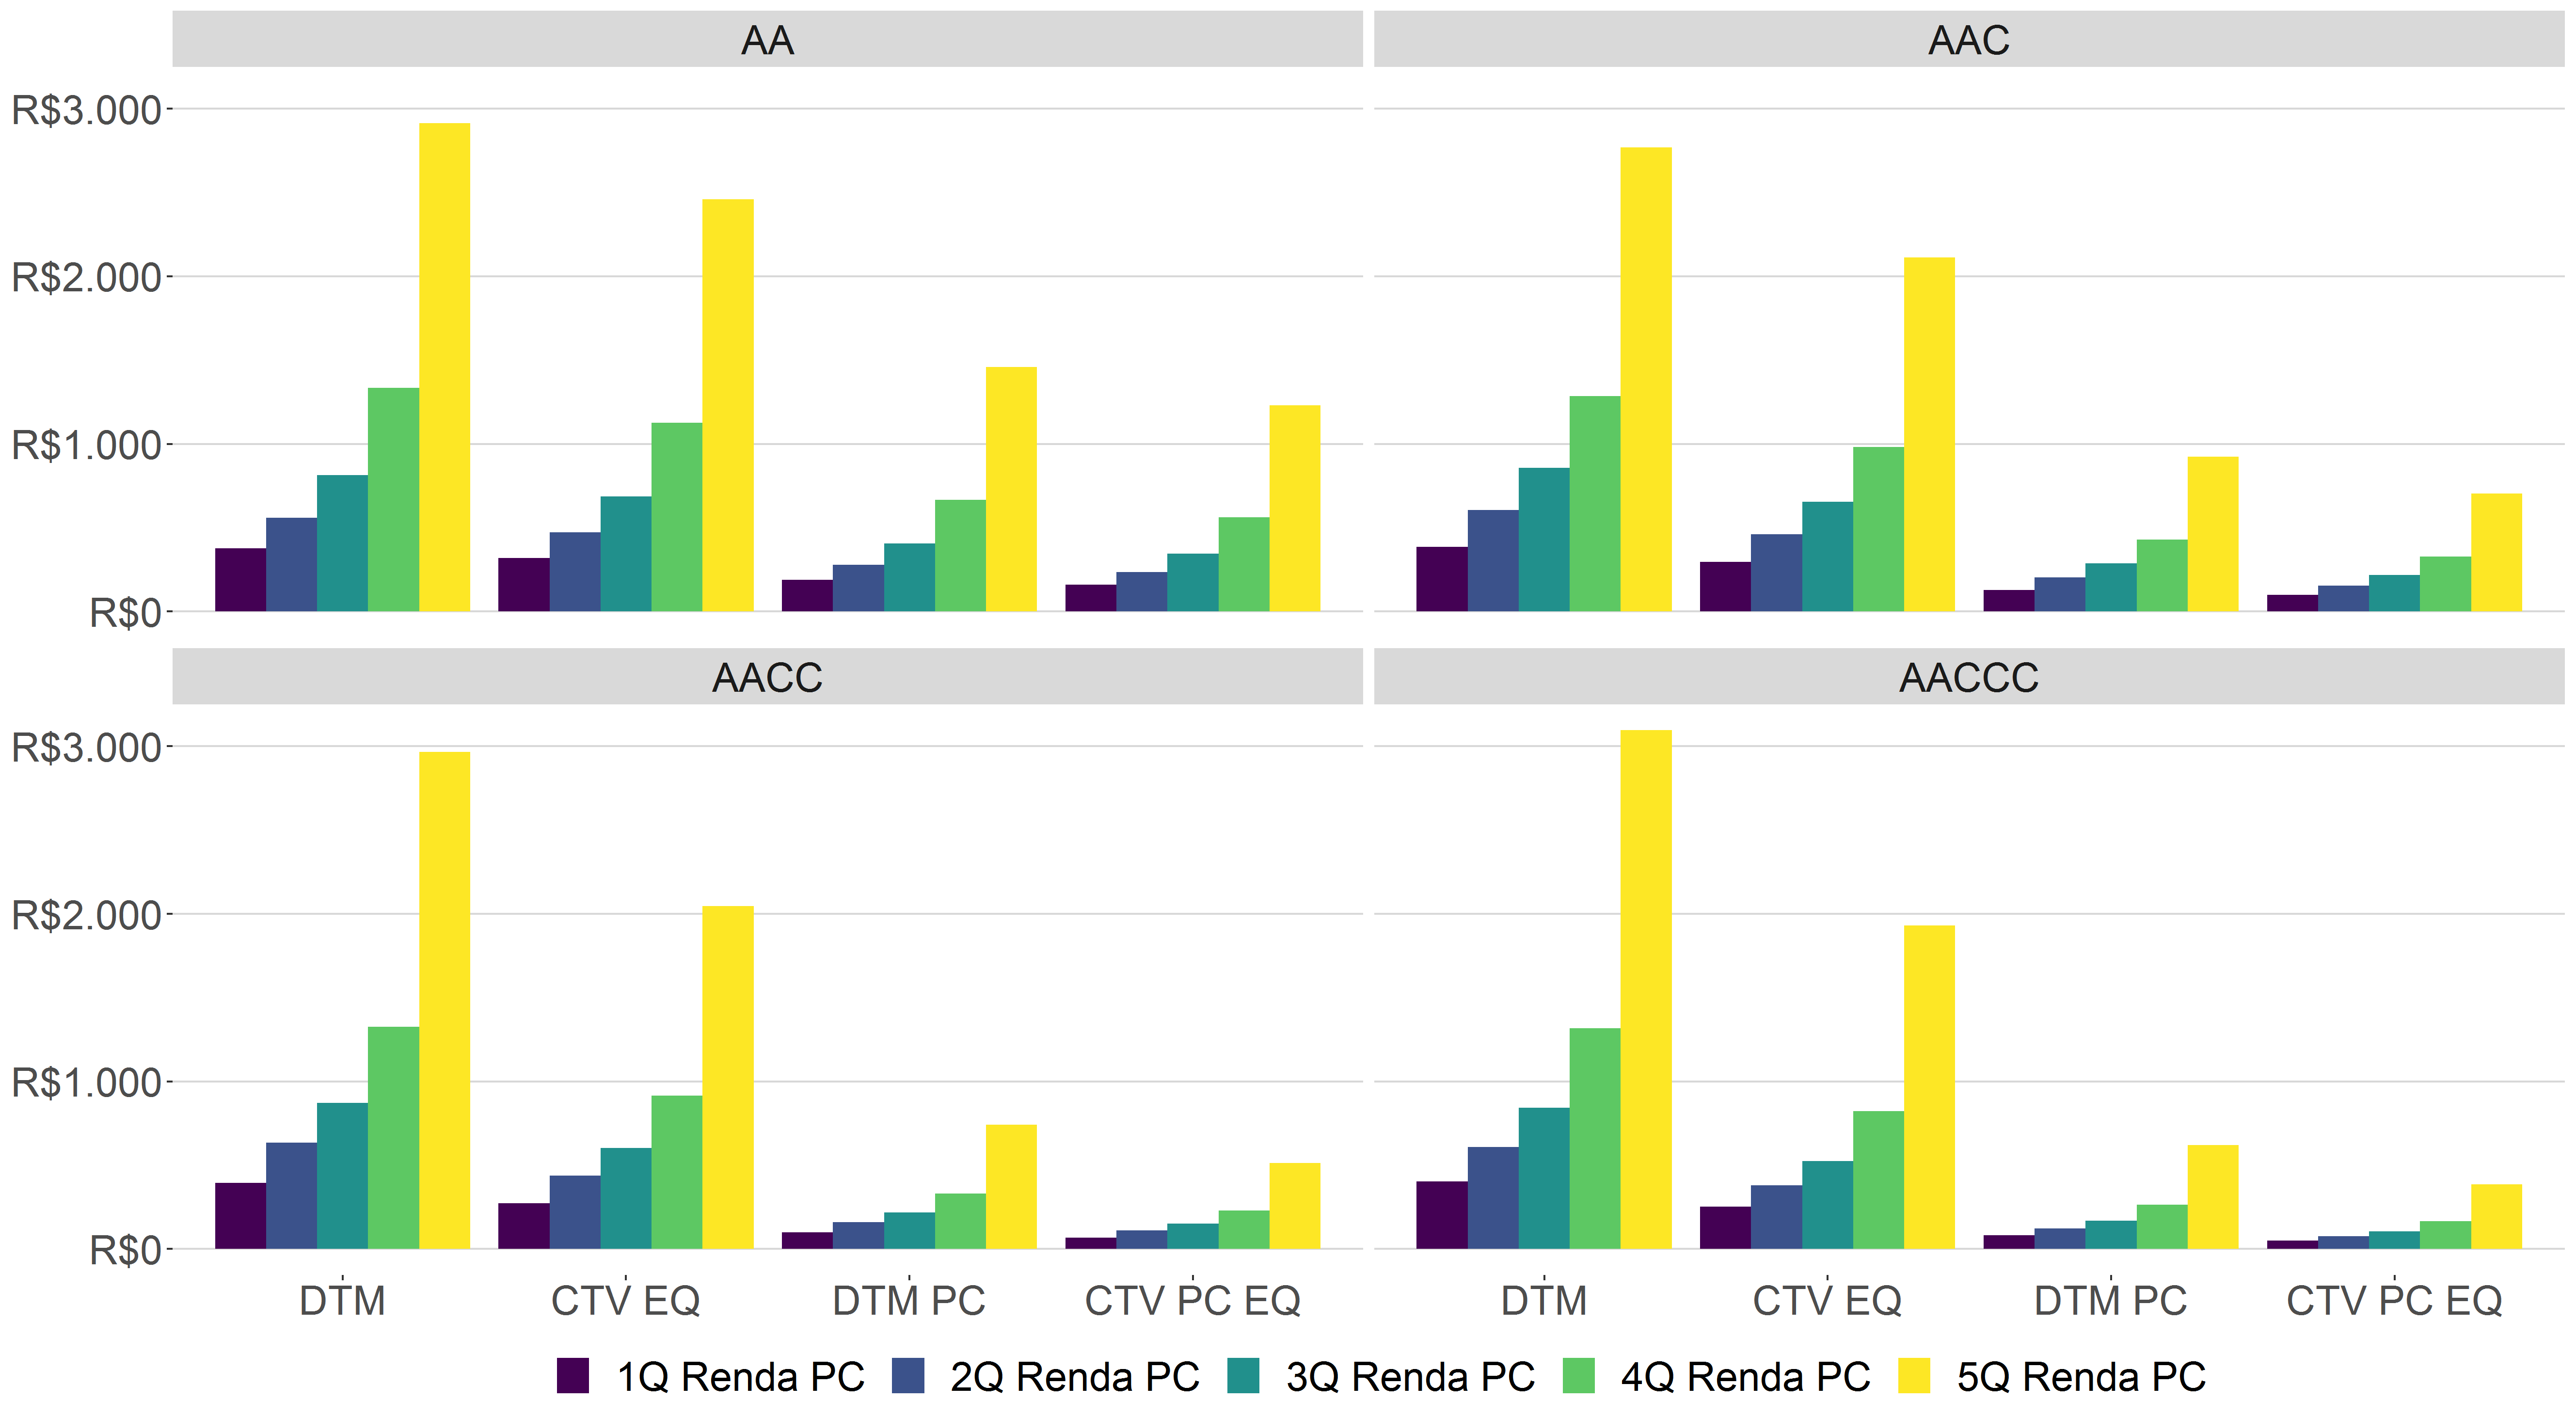 AA
AAC
R$3.000
R$2.000
R$1.000
R$0
AACC
AACCC
R$3.000
R$2.000
R$1.000
R$0
DTM CTV EQ DTM PC CTV PC EQ
DTM CTV EQ DTM PC CTV PC EQ
1Q Renda PC 2Q Renda PC 3Q Renda PC 4Q Renda PC 5Q Renda PC